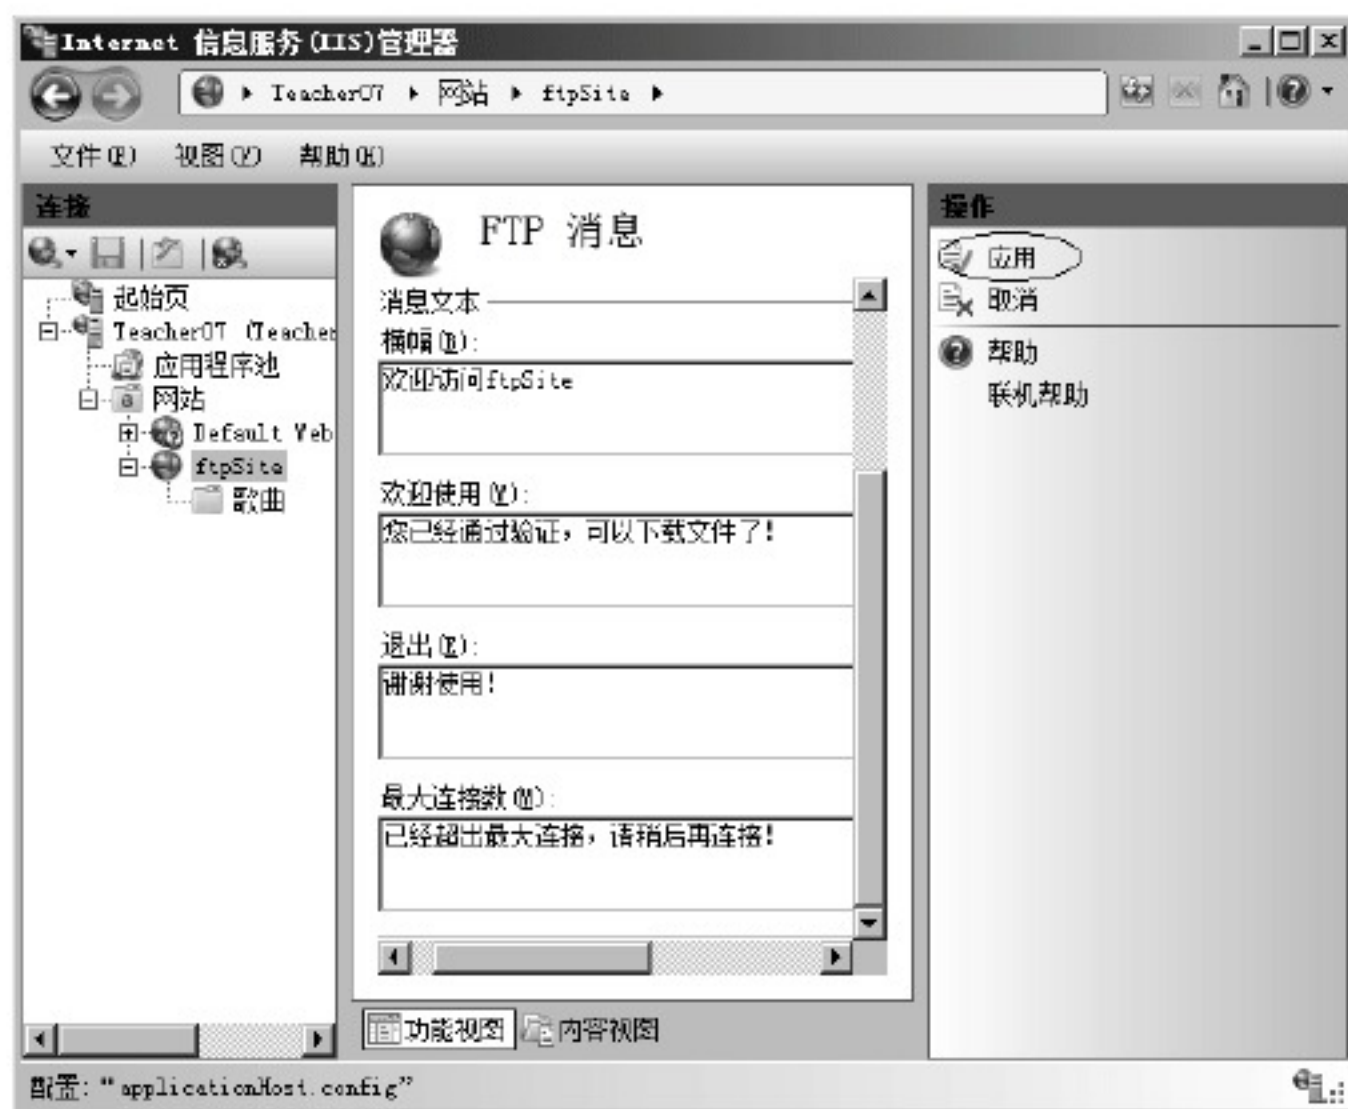 Internet 信息服务(IIS)管理器
Teacher07 ▸ 网站 ▸ ftpSite ▸
文件(F) 视图(V) 帮助(H)
连接
起始页
Teacher07 (Teacher
应用程序池
网站
Default Web
ftpSite
歌曲
FTP 消息
消息文本
横幅(B):
欢迎访问ftpSite
欢迎使用(W):
您已经通过验证，可以下载文件了！
退出(E):
谢谢使用！
最大连接数(M):
已经超出最大连接，请稍后再连接！
功能视图 内容视图
操作
应用
取消
帮助
联机帮助
配置: “applicationHost.config”